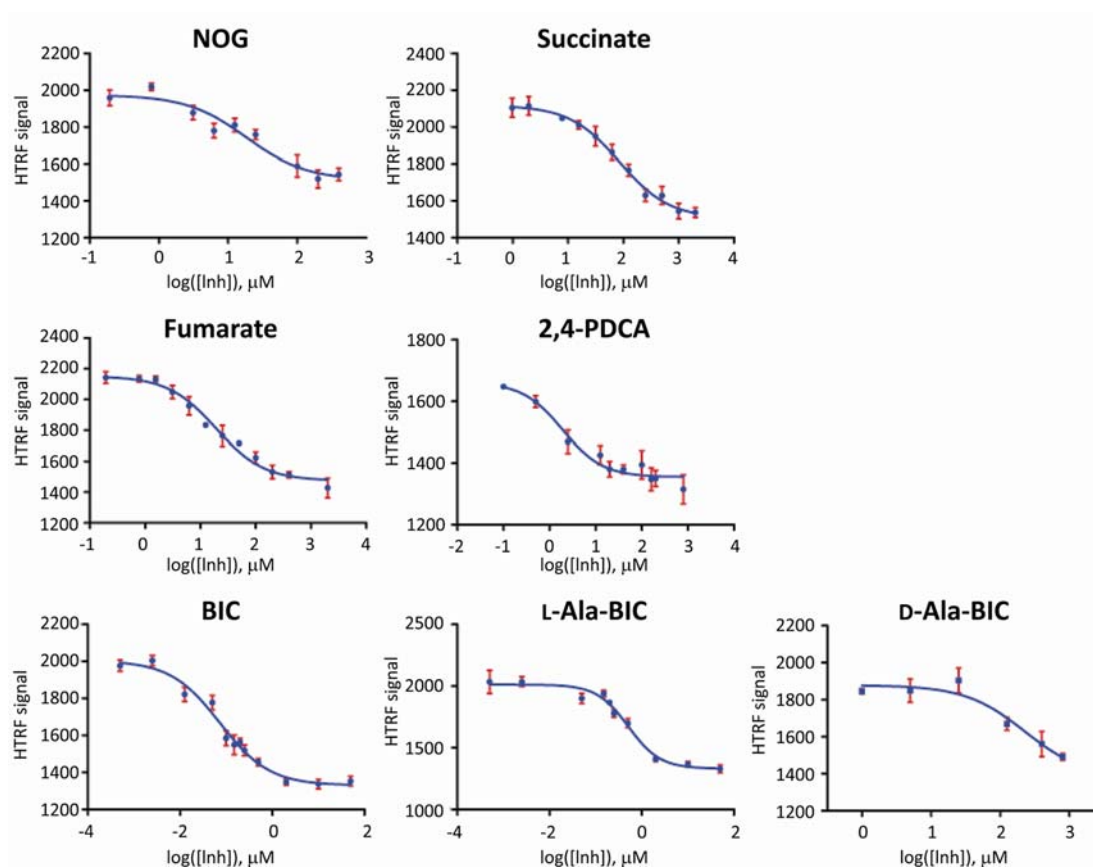 NOG
2200
2000
1800
1600
1400
1200
HTRF signal
-1 0 1 2 3
log([Inh]), μM
Succinate
2400
2200
2000
1800
1600
1400
HTRF signal
-1 0 1 2 3 4
log([Inh]), μM
Fumarate
2400
2200
2000
1800
1600
1400
1200
HTRF signal
-1 0 1 2 3 4
log([Inh]), μM
2,4-PDCA
1800
1600
1400
1200
HTRF signal
-2 -1 0 1 2 3 4
log([Inh]), μM
BIC
2200
2000
1800
1600
1400
1200
HTRF signal
-4 -2 0 2 4
log([Inh]), μM
L-Ala-BIC
2500
2000
1500
1000
HTRF signal
-4 -2 0 2
log([Inh]), μM
D-Ala-BIC
2200
2000
1800
1600
1400
1200
HTRF signal
0 1 2 3
log([Inh]), μM